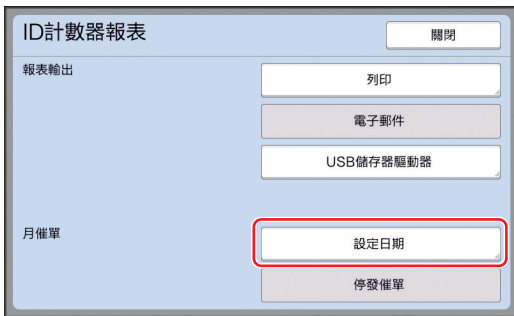 ID計數器報表
關閉
報表輸出
列印
電子郵件
USB儲存器驅動器
月催單
設定日期
停發催單